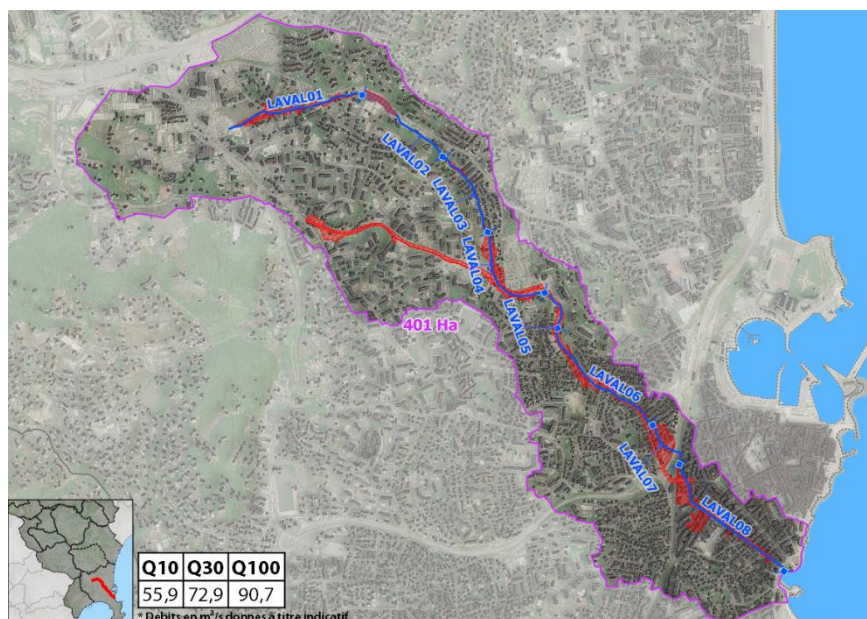 LAVAL01
LAVAL02
LAVAL03
LAVAL04
LAVAL05
401 Ha
LAVAL06
LAVAL07
LAVAL08
Q10 Q30 Q100
55,9 72,9 90,7
* Debits en m³/s donnes à titre indicatif